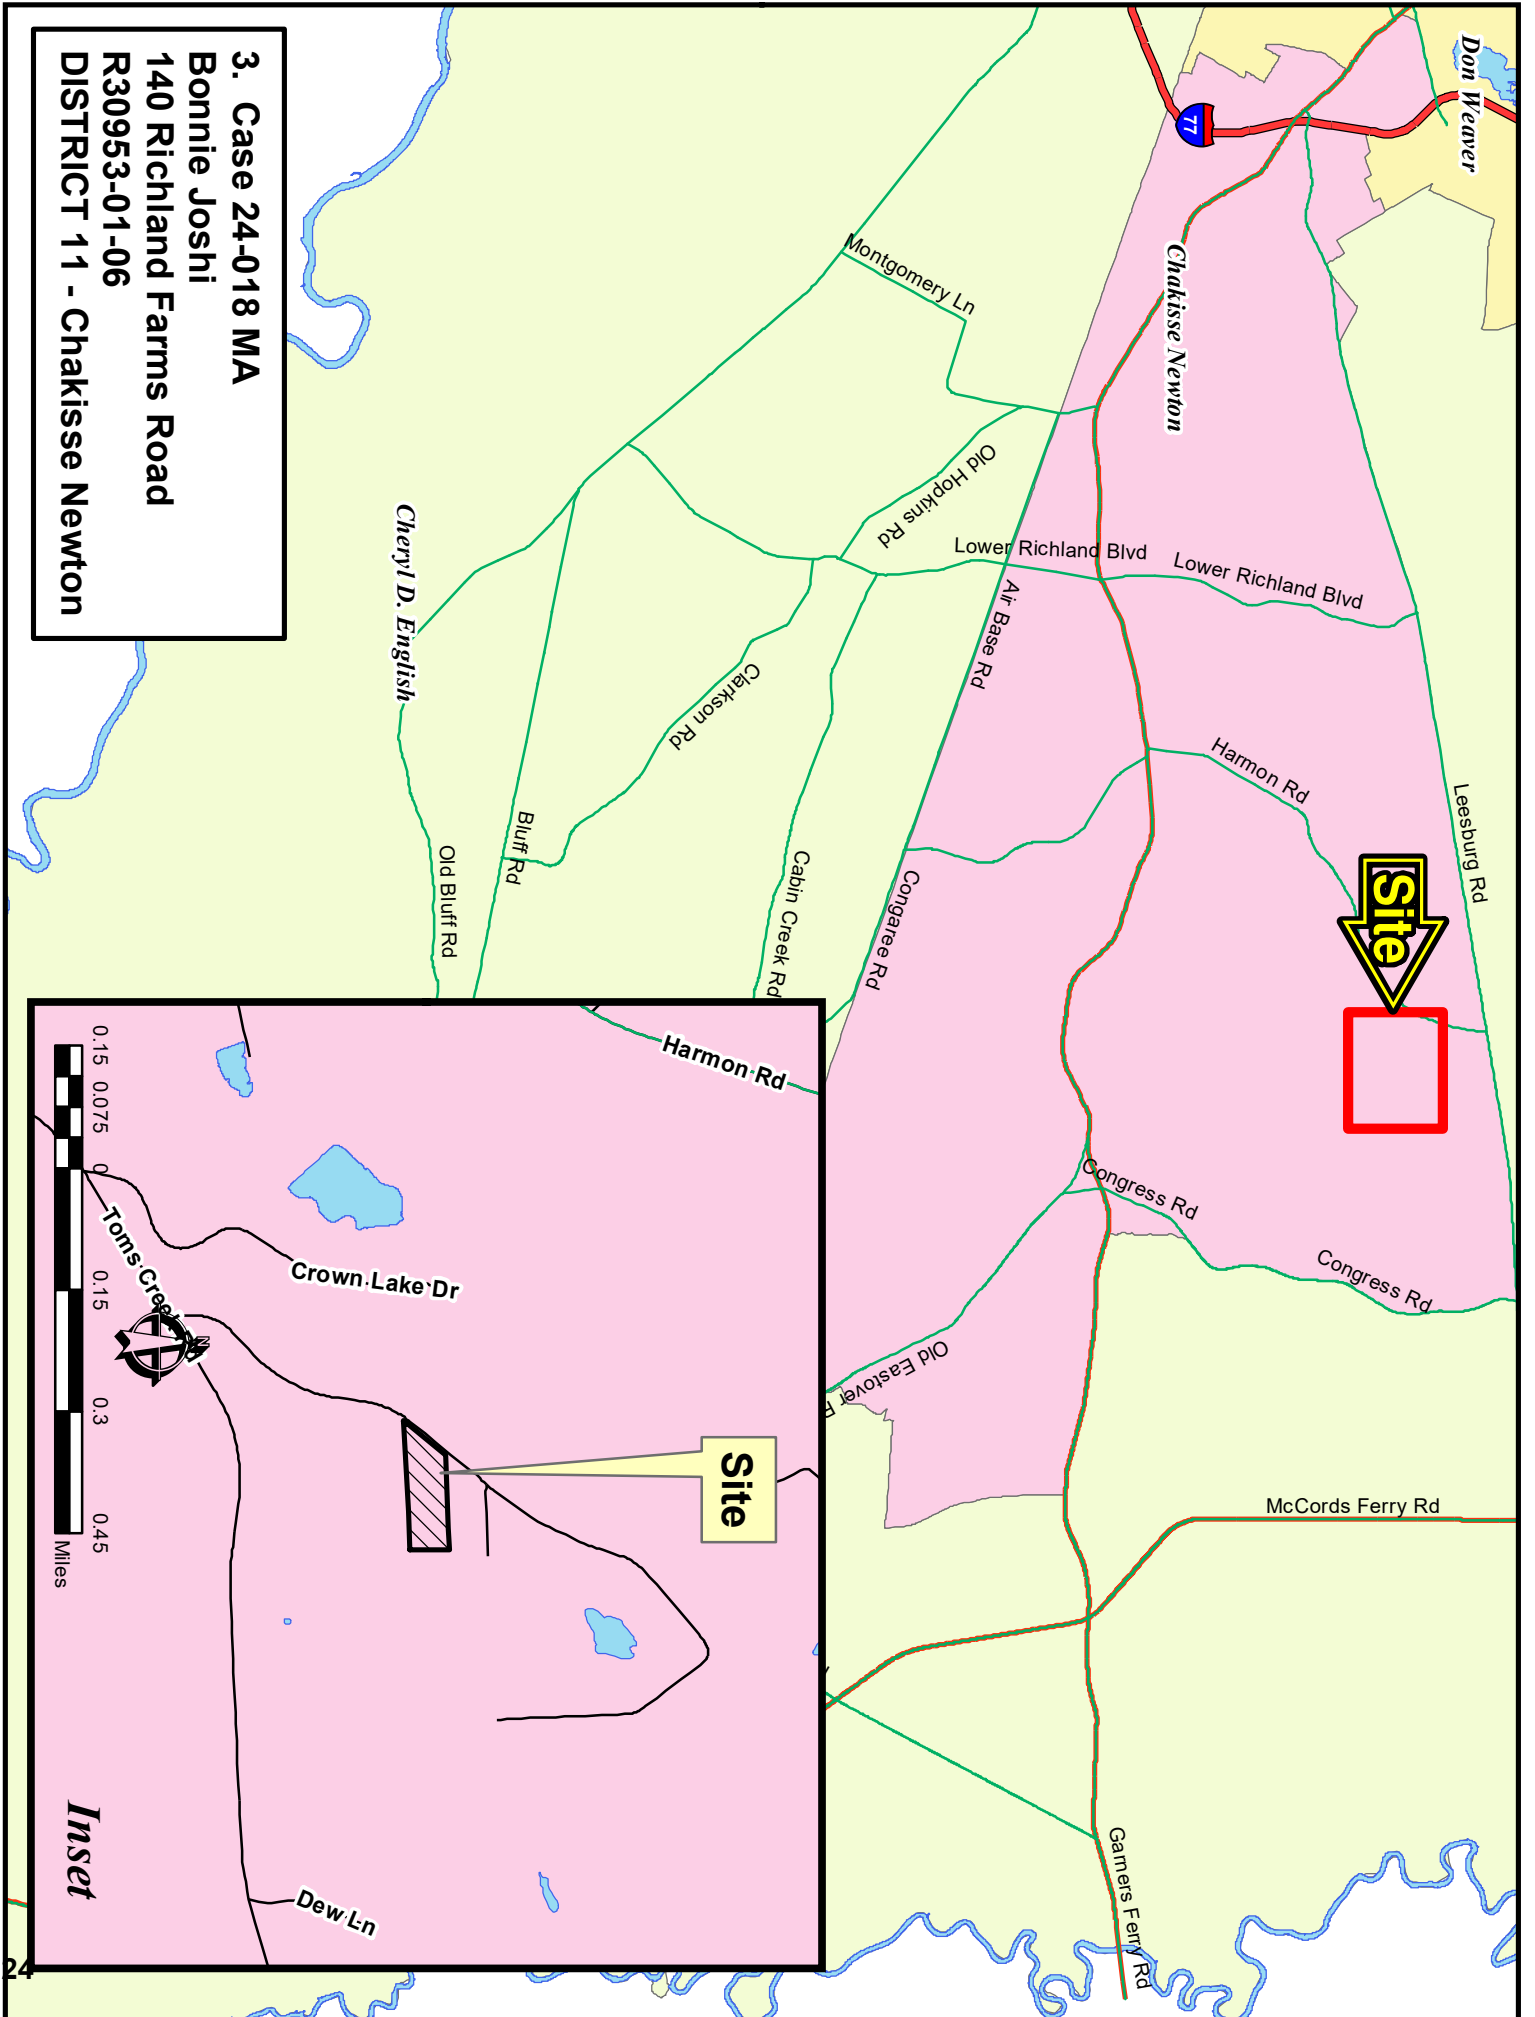 Don Weaver
77
Chakisse Newton
Montgomery Ln
Old Hopkins Rd
Lower Richland Blvd
Lower Richland Blvd
Air Base Rd
Leesburg Rd
Harmon Rd
Site
Clarkson Rd
Cheryl D. English
Bluff Rd
Old Bluff Rd
Cabin Creek Rd
Congaree Rd
Congress Rd
Congress Rd
Old Eastover R
McCords Ferry Rd
Garners Ferry Rd
3. Case 24-018 MA
Bonnie Joshi
140 Richland Farms Road
R30953-01-06
DISTRICT 11 - Chakisse Newton
Harmon Rd
Site
Crown Lake Dr
Toms Creek Rd
N
Dew Ln
0.15 0.075 0 0.15 0.3 0.45
Miles
Inset
24